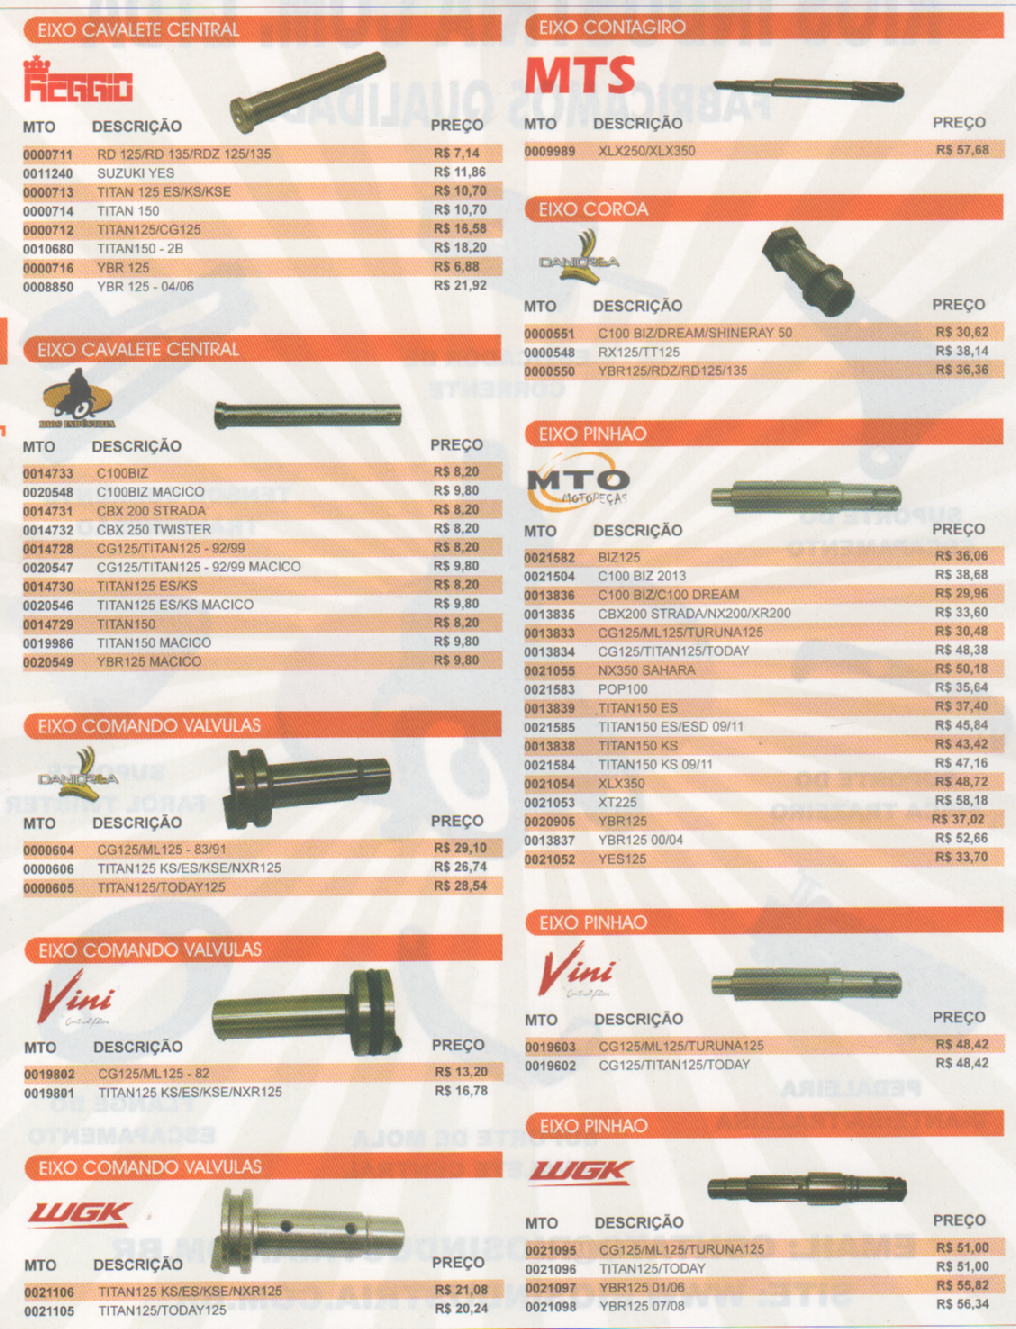 EIXO CAVALETE CENTRAL
REGGIO
MTO DESCRIÇÃO PREÇO
0000711 RD 125/RD 135/RDZ 125/135 R$ 7,14
0011240 SUZUKI YES R$ 11,86
0000713 TITAN 125 ES/KS/KSE R$ 10,70
0000714 TITAN 150 R$ 10,70
0000712 TITAN125/CG125 R$ 16,58
0010680 TITAN150 - 2B R$ 18,20
0000716 YBR 125 R$ 6,88
0008850 YBR 125 - 04/06 R$ 21,92
EIXO CAVALETE CENTRAL
RIOS INDÚSTRIA
MTO DESCRIÇÃO PREÇO
0014733 C100BIZ R$ 8,20
0020548 C100BIZ MACICO R$ 9,80
0014731 CBX 200 STRADA R$ 8,20
0014732 CBX 250 TWISTER R$ 8,20
0014728 CG125/TITAN125 - 92/99 R$ 8,20
0020547 CG125/TITAN125 - 92/99 MACICO R$ 9,80
0014730 TITAN125 ES/KS R$ 8,20
0020546 TITAN125 ES/KS MACICO R$ 9,80
0014729 TITAN150 R$ 8,20
0019986 TITAN150 MACICO R$ 9,80
0020549 YBR125 MACICO R$ 9,80
EIXO COMANDO VALVULAS
DANIDREA
MTO DESCRIÇÃO PREÇO
0000604 CG125/ML125 - 83/91 R$ 29,10
0000606 TITAN125 KS/ES/KSE/NXR125 R$ 26,74
0000605 TITAN125/TODAY125 R$ 28,54
EIXO COMANDO VALVULAS
Vini
MTO DESCRIÇÃO PREÇO
0019802 CG125/ML125 - 82 R$ 13,20
0019801 TITAN125 KS/ES/KSE/NXR125 R$ 16,78
EIXO COMANDO VALVULAS
WGK
MTO DESCRIÇÃO PREÇO
0021106 TITAN125 KS/ES/KSE/NXR125 R$ 21,08
0021105 TITAN125/TODAY125 R$ 20,24
EIXO CONTAGIRO
MTS
MTO DESCRIÇÃO PREÇO
0009989 XLX250/XLX350 R$ 57,68
EIXO COROA
DANIDREA
MTO DESCRIÇÃO PREÇO
0000551 C100 BIZ/DREAM/SHINERAY 50 R$ 30,62
0000548 RX125/TT125 R$ 38,14
0000550 YBR125/RDZ/RD125/135 R$ 36,36
EIXO PINHAO
MTO
MOTOPEÇAS
MTO DESCRIÇÃO PREÇO
0021582 BIZ125 R$ 36,06
0021504 C100 BIZ 2013 R$ 38,68
0013836 C100 BIZ/C100 DREAM R$ 29,96
0013835 CBX200 STRADA/NX200/XR200 R$ 33,60
0013833 CG125/ML125/TURUNA125 R$ 30,48
0013834 CG125/TITAN125/TODAY R$ 48,38
0021055 NX350 SAHARA R$ 50,18
0021583 POP100 R$ 35,64
0013839 TITAN150 ES R$ 37,40
0021585 TITAN150 ES/ESD 09/11 R$ 45,84
0013838 TITAN150 KS R$ 43,42
0021584 TITAN150 KS 09/11 R$ 47,16
0021054 XLX350 R$ 48,72
0021053 XT225 R$ 58,18
0020905 YBR125 R$ 37,02
0013837 YBR125 00/04 R$ 52,66
0021052 YES125 R$ 33,70
EIXO PINHAO
Vini
MTO DESCRIÇÃO PREÇO
0019603 CG125/ML125/TURUNA125 R$ 48,42
0019602 CG125/TITAN125/TODAY R$ 48,42
EIXO PINHAO
WGK
MTO DESCRIÇÃO PREÇO
0021095 CG125/ML125/TURUNA125 R$ 51,00
0021096 TITAN125/TODAY R$ 51,00
0021097 YBR125 01/06 R$ 55,82
0021098 YBR125 07/08 R$ 56,34